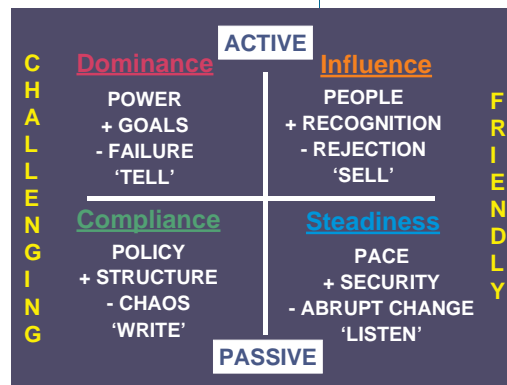 ACTIVE
CHALLENGING
Dominance
POWER
+ GOALS
- FAILURE
‘TELL’
Influence
PEOPLE
+ RECOGNITION
- REJECTION
‘SELL’
FRIENDLY
Compliance
POLICY
+ STRUCTURE
- CHAOS
‘WRITE’
Steadiness
PACE
+ SECURITY
- ABRUPT CHANGE
‘LISTEN’
PASSIVE